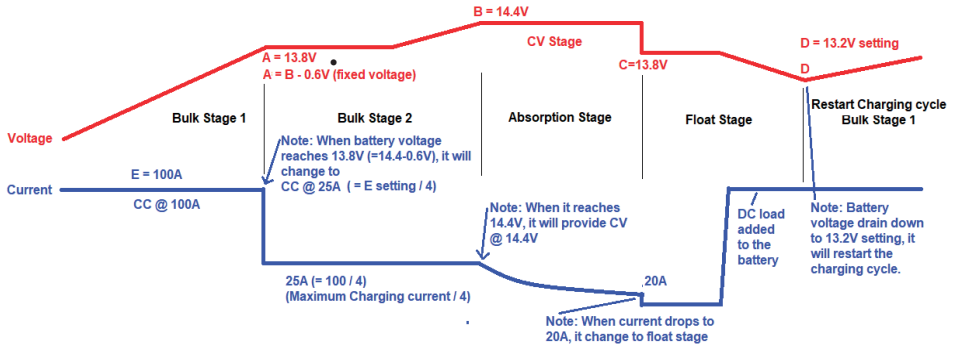 B = 14.4V
CV Stage
A = 13.8V
A = B - 0.6V (fixed voltage)
C=13.8V
D = 13.2V setting
D
Voltage
Bulk Stage 1
Bulk Stage 2
Absorption Stage
Float Stage
Restart Charging cycle
Bulk Stage 1
Current
E = 100A
CC @ 100A
Note: When battery voltage
reaches 13.8V (=14.4-0.6V), it will
change to
CC @ 25A ( = E setting / 4)
Note: When it reaches
14.4V, it will provide CV
@ 14.4V
DC load
added
to the
battery
Note: Battery
voltage drain down
to 13.2V setting, it
will restart the
charging cycle.
25A (= 100 / 4)
(Maximum Charging current / 4)
20A
Note: When current drops to
20A, it change to float stage